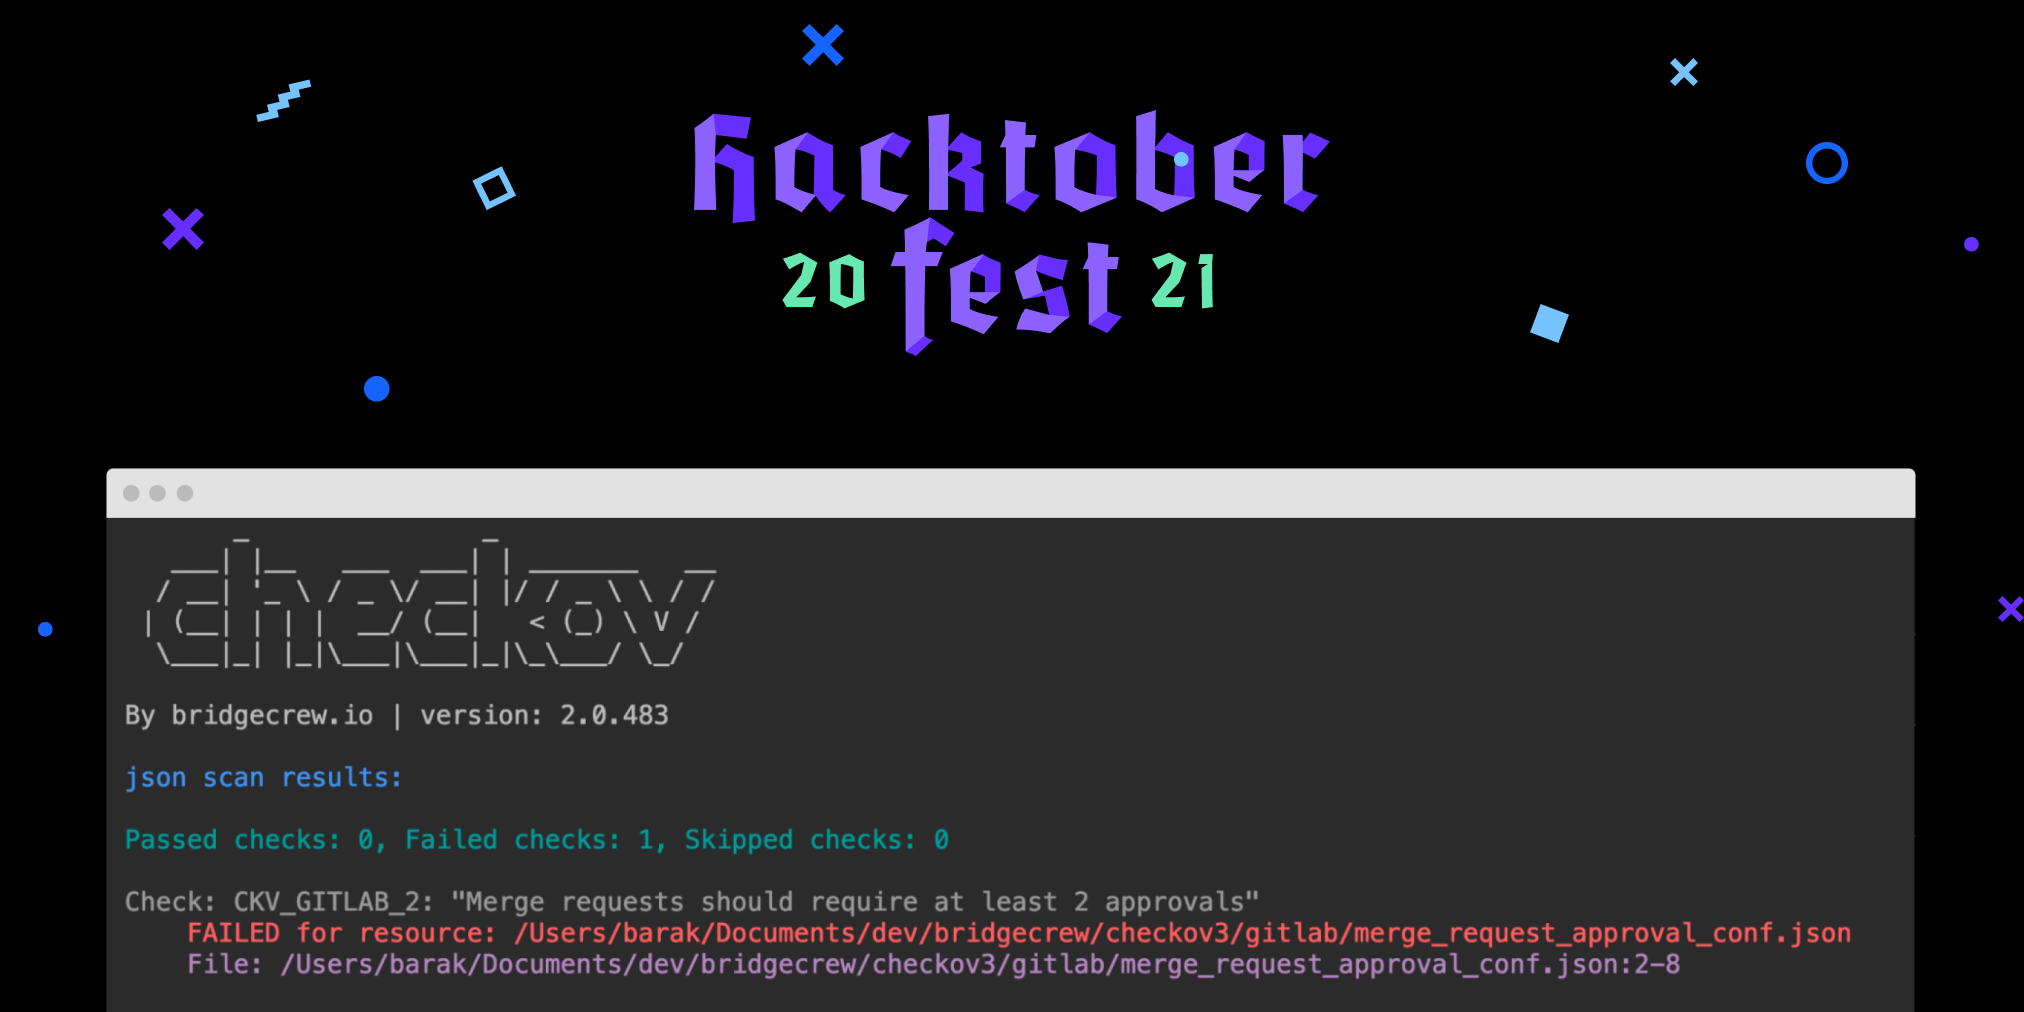 hacktober
20 fest 21
checkov
By bridgecrew.io | version: 2.0.483
json scan results:
Passed checks: 0, Failed checks: 1, Skipped checks: 0
Check: CKV_GITLAB_2: "Merge requests should require at least 2 approvals"
FAILED for resource: /Users/barak/Documents/dev/bridgecrew/checkov3/gitlab/merge_request_approval_conf.json
File: /Users/barak/Documents/dev/bridgecrew/checkov3/gitlab/merge_request_approval_conf.json:2-8